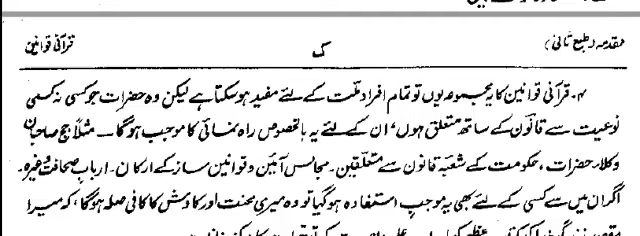 مقدمہ (طبع ثانی) ک قرآنی قوانین
۴۔ قرآنی قوانین کا یہ مجموعہ یوں تو تمام افراد ملت کے لئے مفید ہو سکتا ہے لیکن وہ حضرات جو کسی نہ کسی
نوعیت سے قانون کے ساتھ متعلق ہوں، ان کے لئے یہ بالخصوص راہ نمائی کا موجب ہوگا۔ مثلاً جج صاحبان
وکلاء حضرات، حکومت کے شعبۂ قانون سے متعلقین۔ مجالس آئین و قوانین ساز کے ارکان۔ ارباب صحافت وغیرہ۔
اگر ان میں سے کسی کے لئے بھی یہ موجب استفادہ ہوگیا تو وہ میری محنت اور کاوش کا کافی صلہ ہوگا، کہ میرا